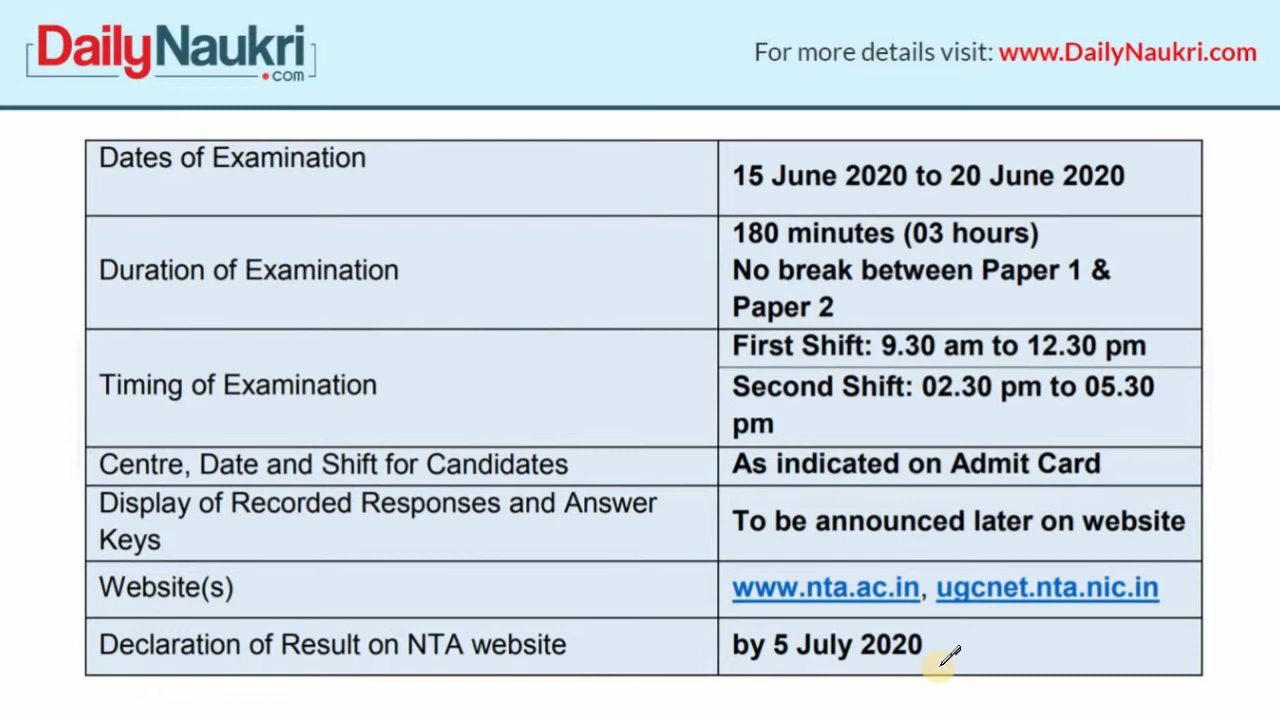 DailyNaukri
.com
For more details visit: www.DailyNaukri.com
Dates of Examination
15 June 2020 to 20 June 2020
Duration of Examination
180 minutes (03 hours)
No break between Paper 1 &
Paper 2
Timing of Examination
First Shift: 9.30 am to 12.30 pm
Second Shift: 02.30 pm to 05.30
pm
Centre, Date and Shift for Candidates
As indicated on Admit Card
Display of Recorded Responses and Answer
Keys
To be announced later on website
Website(s)
www.nta.ac.in, ugcnet.nta.nic.in
Declaration of Result on NTA website
by 5 July 2020